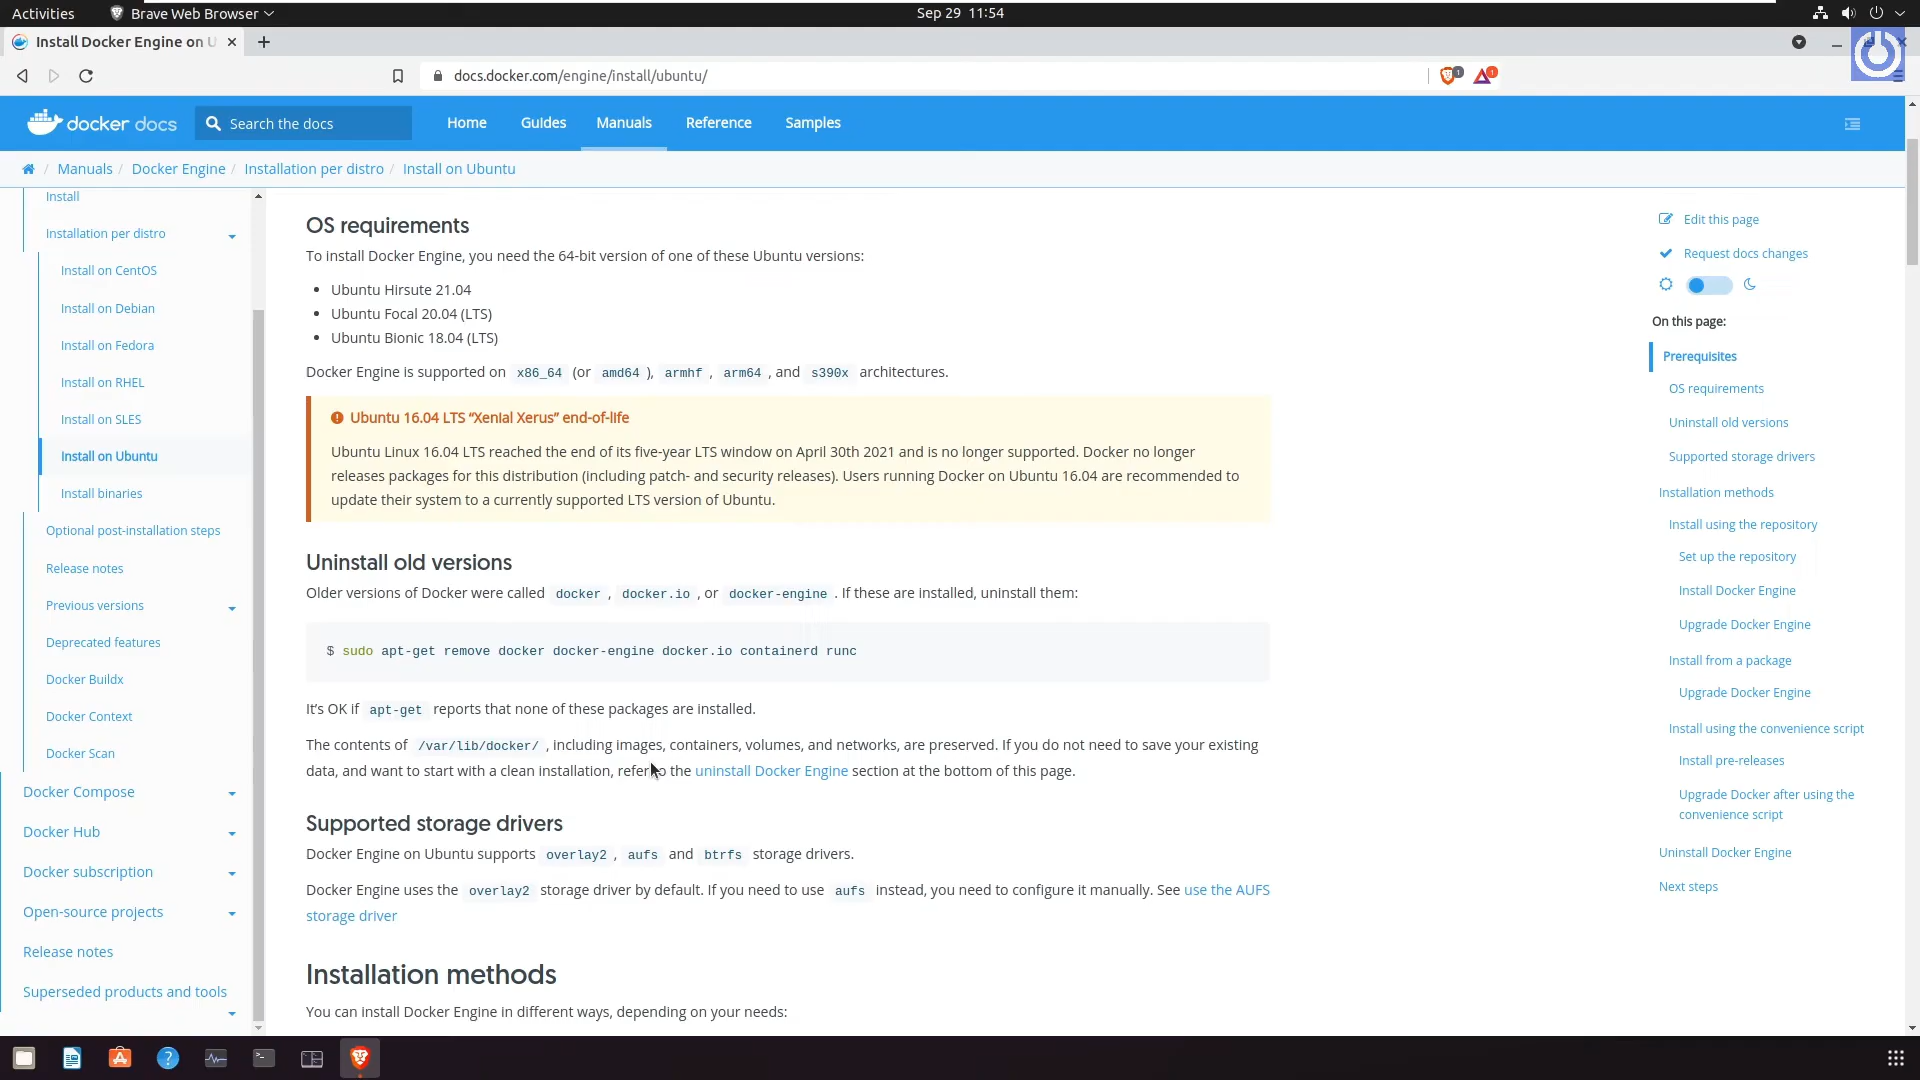 Activities
Brave Web Browser
Sep 29 11:54
Install Docker Engine on U
docs.docker.com/engine/install/ubuntu/
1
1
docker docs
Search the docs
Home
Guides
Manuals
Reference
Samples
/ Manuals / Docker Engine / Installation per distro / Install on Ubuntu
Install
Installation per distro
Install on CentOS
Install on Debian
Install on Fedora
Install on RHEL
Install on SLES
Install on Ubuntu
Install binaries
Optional post-installation steps
Release notes
Previous versions
Deprecated features
Docker Buildx
Docker Context
Docker Scan
Docker Compose
Docker Hub
Docker subscription
Open-source projects
Release notes
Superseded products and tools
OS requirements
To install Docker Engine, you need the 64-bit version of one of these Ubuntu versions:
• Ubuntu Hirsute 21.04
• Ubuntu Focal 20.04 (LTS)
• Ubuntu Bionic 18.04 (LTS)
Docker Engine is supported on x86_64 (or amd64 ), armhf , arm64 , and s390x architectures.
Ubuntu 16.04 LTS “Xenial Xerus” end-of-life
Ubuntu Linux 16.04 LTS reached the end of its five-year LTS window on April 30th 2021 and is no longer supported. Docker no longer
releases packages for this distribution (including patch- and security releases). Users running Docker on Ubuntu 16.04 are recommended to
update their system to a currently supported LTS version of Ubuntu.
Uninstall old versions
Older versions of Docker were called docker , docker.io , or docker-engine . If these are installed, uninstall them:
$ sudo apt-get remove docker docker-engine docker.io containerd runc
It’s OK if apt-get reports that none of these packages are installed.
The contents of /var/lib/docker/ , including images, containers, volumes, and networks, are preserved. If you do not need to save your existing
data, and want to start with a clean installation, refer to the uninstall Docker Engine section at the bottom of this page.
Supported storage drivers
Docker Engine on Ubuntu supports overlay2 , aufs and btrfs storage drivers.
Docker Engine uses the overlay2 storage driver by default. If you need to use aufs instead, you need to configure it manually. See use the AUFS
storage driver
Installation methods
You can install Docker Engine in different ways, depending on your needs:
Edit this page
Request docs changes
On this page:
Prerequisites
OS requirements
Uninstall old versions
Supported storage drivers
Installation methods
Install using the repository
Set up the repository
Install Docker Engine
Upgrade Docker Engine
Install from a package
Upgrade Docker Engine
Install using the convenience script
Install pre-releases
Upgrade Docker after using the
convenience script
Uninstall Docker Engine
Next steps